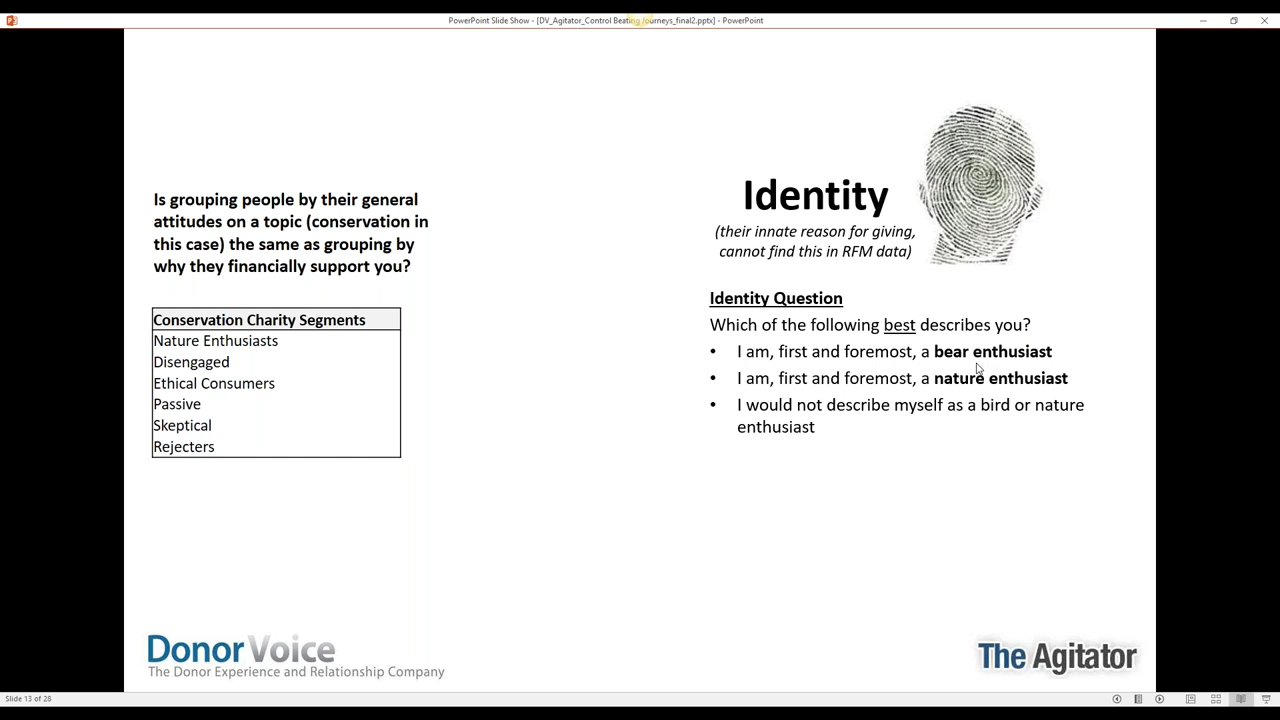 PowerPoint Slide Show - [DV_Agitator_Control Beating Journeys_final2.pptx] - PowerPoint
Is grouping people by their general
attitudes on a topic (conservation in
this case) the same as grouping by
why they financially support you?
Conservation Charity Segments
Nature Enthusiasts
Disengaged
Ethical Consumers
Passive
Skeptical
Rejecters
Identity
(their innate reason for giving,
cannot find this in RFM data)
Identity Question
Which of the following best describes you?
• I am, first and foremost, a bear enthusiast
• I am, first and foremost, a nature enthusiast
• I would not describe myself as a bird or nature
enthusiast
DonorVoice
The Donor Experience and Relationship Company
The Agitator
Slide 13 of 28